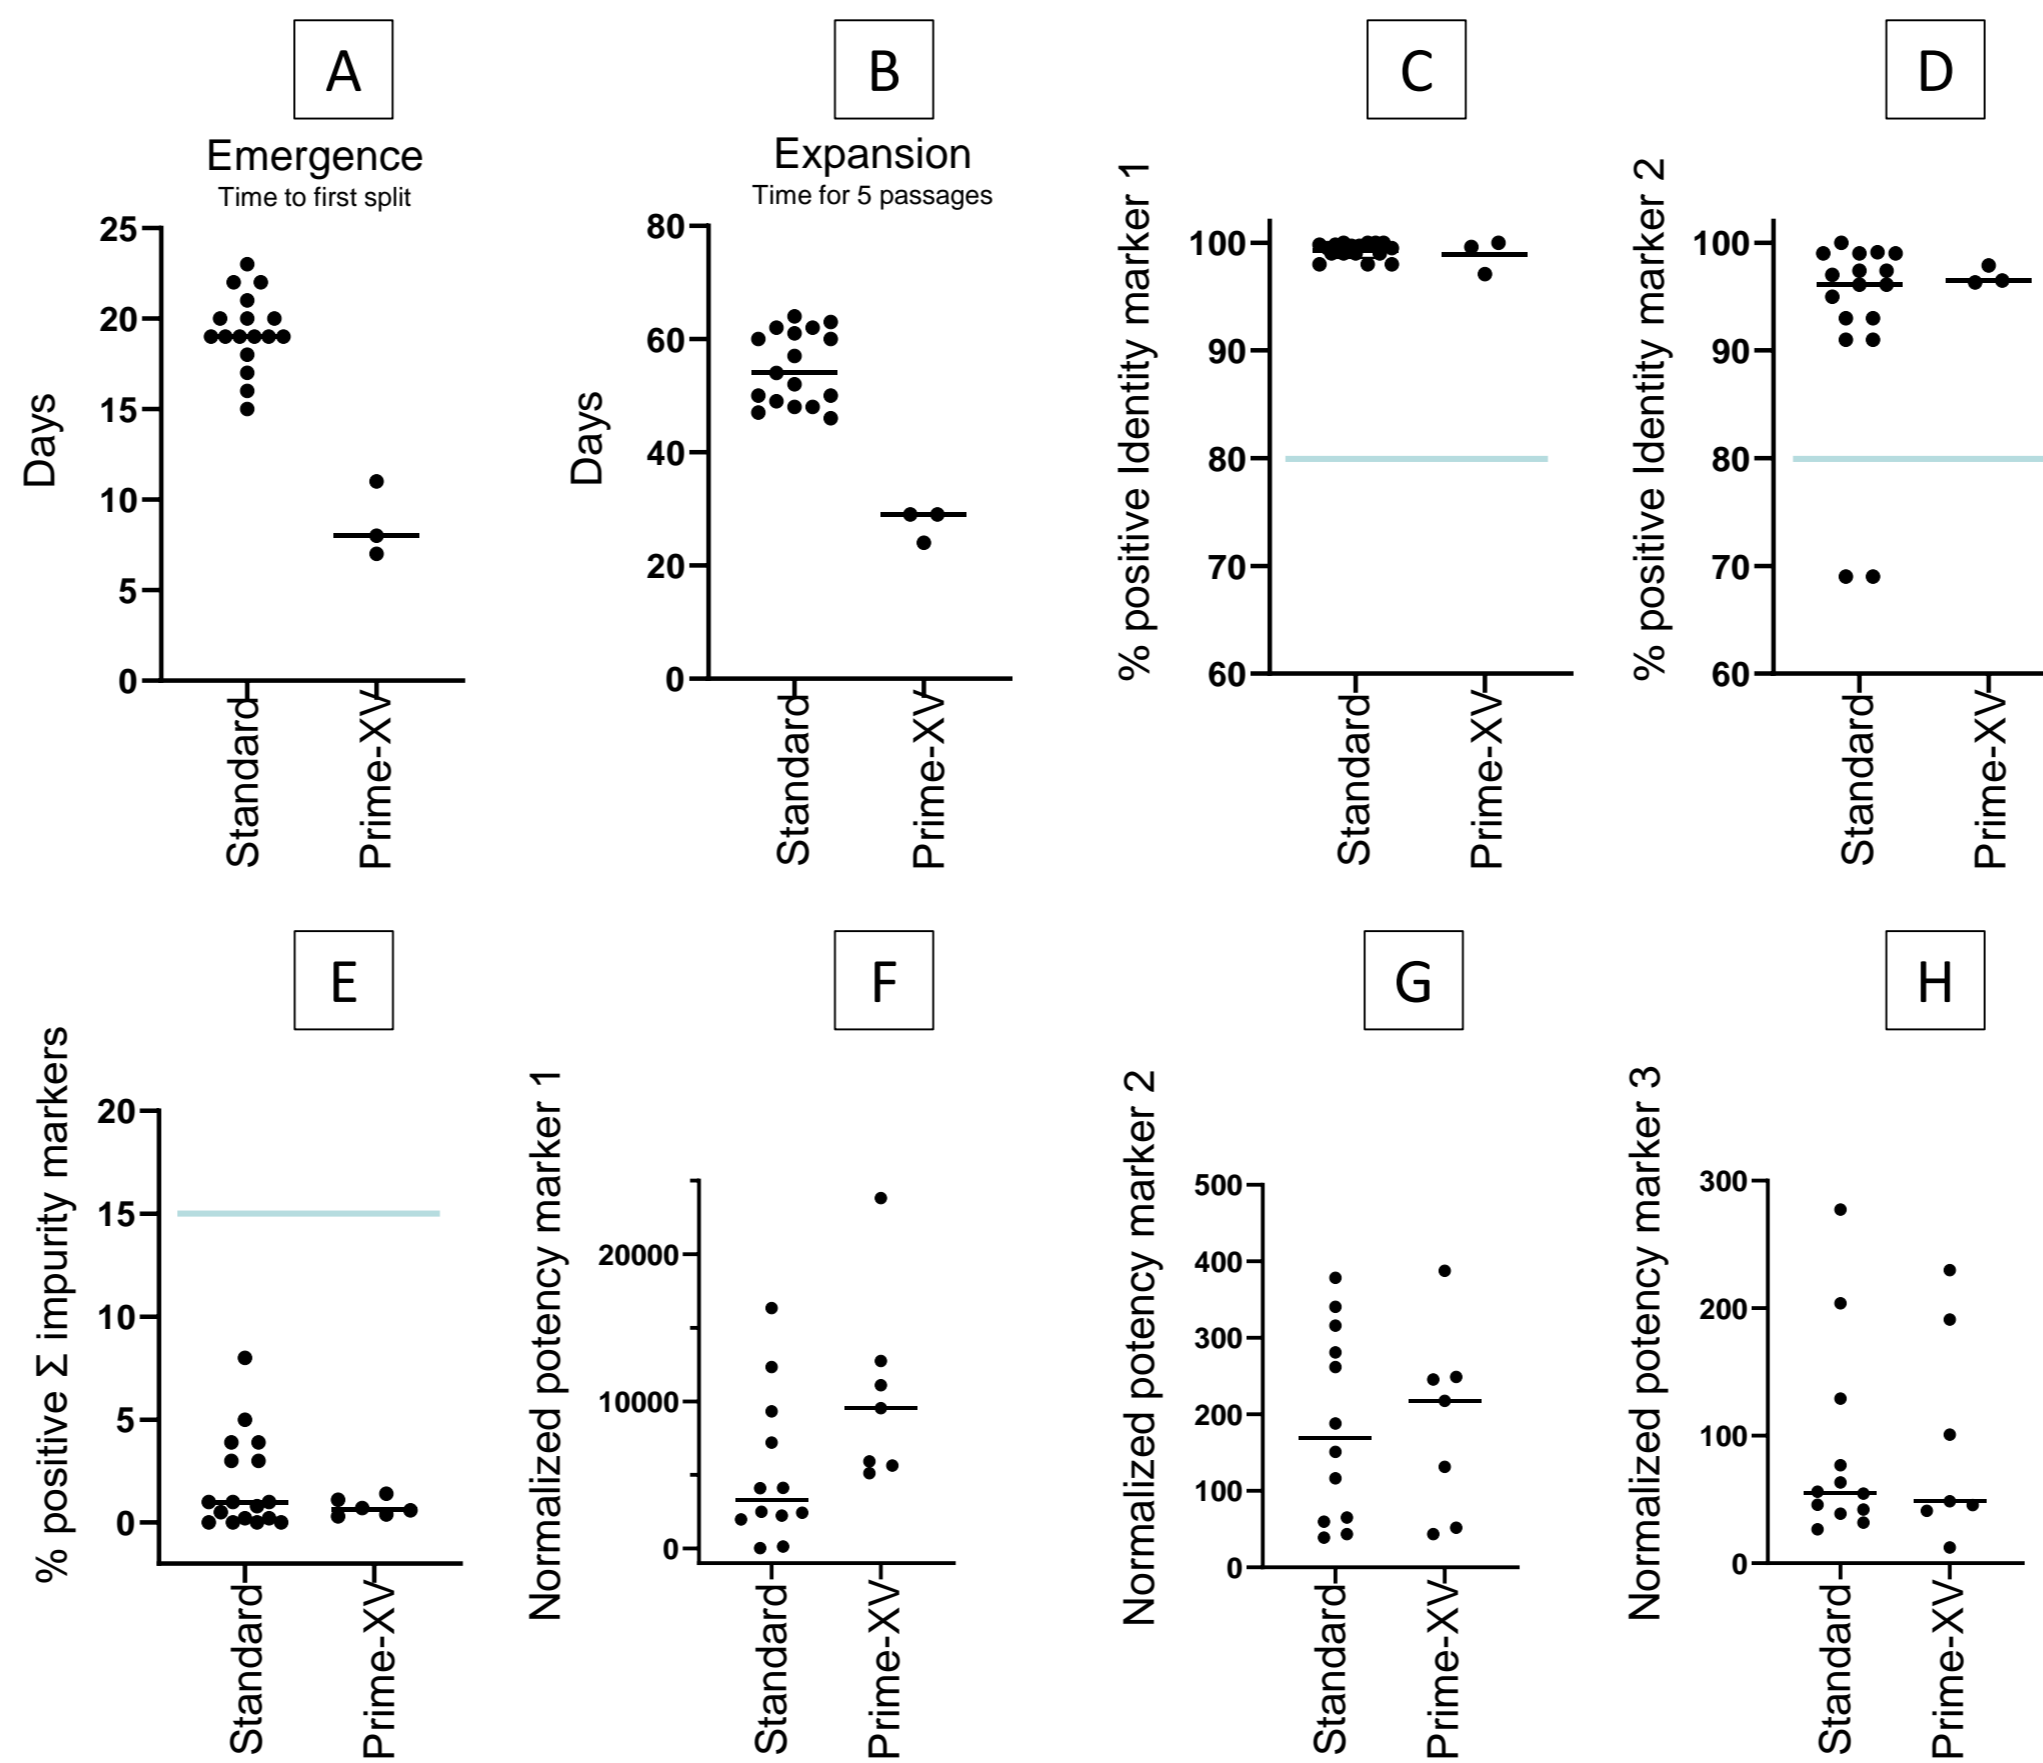 A
Emergence
Time to first split
Days
25
20
15
10
5
0
Standard
Prime-XV
B
Expansion
Time for 5 passages
Days
80
60
40
20
0
Standard
Prime-XV
C
% positive Identity marker 1
100
90
80
70
60
Standard
Prime-XV
D
% positive Identity marker 2
100
90
80
70
60
Standard
Prime-XV
E
% positive Σ impurity markers
20
15
10
5
0
Standard
Prime-XV
F
Normalized potency marker 1
20000
10000
0
Standard
Prime-XV
G
Normalized potency marker 2
500
400
300
200
100
0
Standard
Prime-XV
H
Normalized potency marker 3
300
200
100
0
Standard
Prime-XV